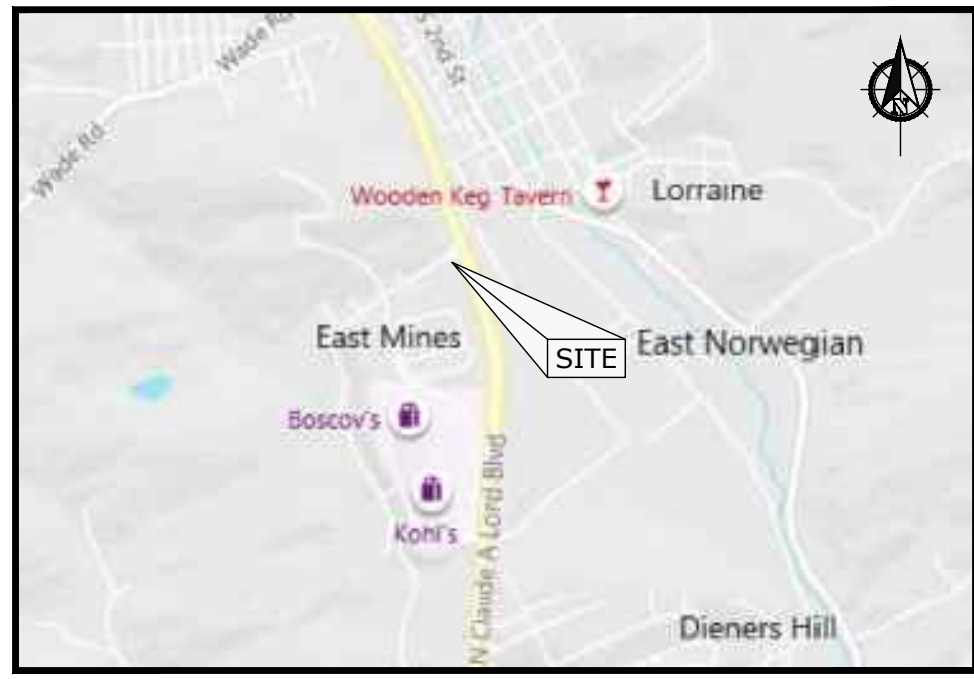 Wade Rd
S 2nd St
N
Wade Rd
Wooden Keg Tavern
Lorraine
East Mines
SITE
East Norwegian
Boscov's
Kohl's
N Claude A Lord Blvd
Dieners Hill